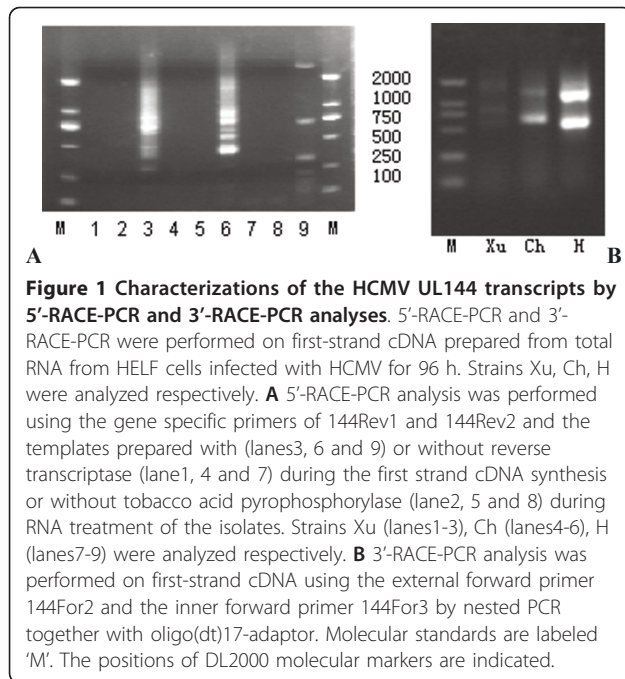 2000
1000
750
500
250
100
M 1 2 3 4 5 6 7 8 9 M
M Xu Ch H
A B
Figure 1 Characterizations of the HCMV UL144 transcripts by
5'-RACE-PCR and 3'-RACE-PCR analyses. 5'-RACE-PCR and 3'-
RACE-PCR were performed on first-strand cDNA prepared from total
RNA from HELF cells infected with HCMV for 96 h. Strains Xu, Ch, H
were analyzed respectively. A 5'-RACE-PCR analysis was performed
using the gene specific primers of 144Rev1 and 144Rev2 and the
templates prepared with (lanes3, 6 and 9) or without reverse
transcriptase (lane1, 4 and 7) during the first strand cDNA synthesis
or without tobacco acid pyrophosphorylase (lane2, 5 and 8) during
RNA treatment of the isolates. Strains Xu (lanes1-3), Ch (lanes4-6), H
(lanes7-9) were analyzed respectively. B 3'-RACE-PCR analysis was
performed on first-strand cDNA using the external forward primer
144For2 and the inner forward primer 144For3 by nested PCR
together with oligo(dt)17-adaptor. Molecular standards are labeled
'M'. The positions of DL2000 molecular markers are indicated.